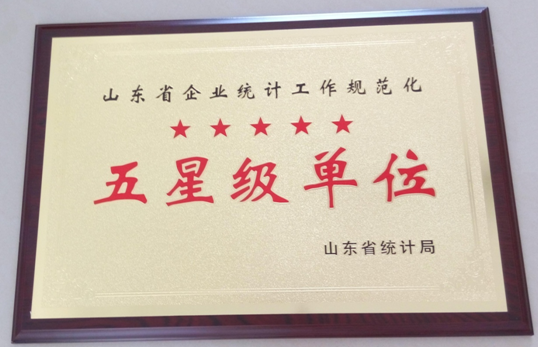 山东省企业统计工作规范化
★★★★★
五星级单位
山东省统计局